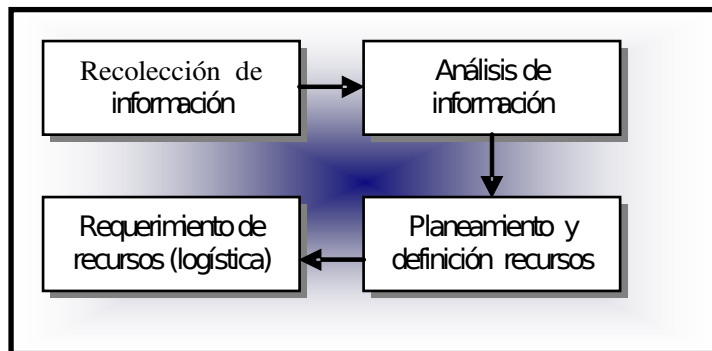 Recolección de
información
Análisis de
información
Planeamiento y
definición recursos
Requerimiento de
recursos (logística)